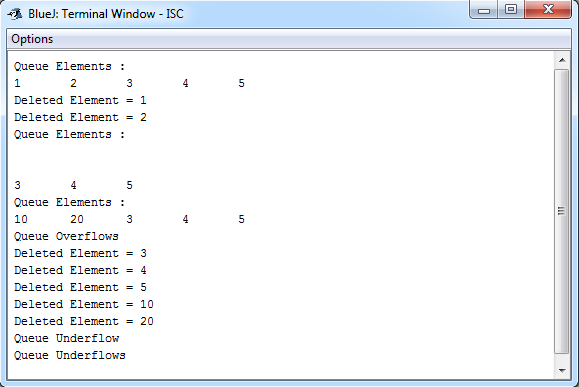 BlueJ: Terminal Window - ISC
Options
Queue Elements :
1 2 3 4 5
Deleted Element = 1
Deleted Element = 2
Queue Elements :
3 4 5
Queue Elements :
10 20 3 4 5
Queue Overflows
Deleted Element = 3
Deleted Element = 4
Deleted Element = 5
Deleted Element = 10
Deleted Element = 20
Queue Underflow
Queue Underflows